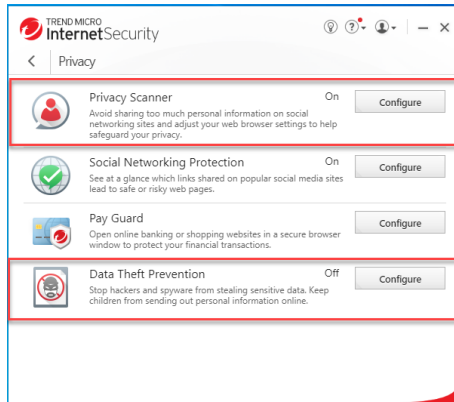 TREND MICRO
InternetSecurity
Privacy
Privacy Scanner On Configure
Avoid sharing too much personal information on social
networking sites and adjust your web browser settings to help
safeguard your privacy.
Social Networking Protection On Configure
See at a glance which links shared on popular social media sites
lead to safe or risky web pages.
Pay Guard Configure
Open online banking or shopping websites in a secure browser
window to protect your financial transactions.
Data Theft Prevention Off Configure
Stop hackers and spyware from stealing sensitive data. Keep
children from sending out personal information online.